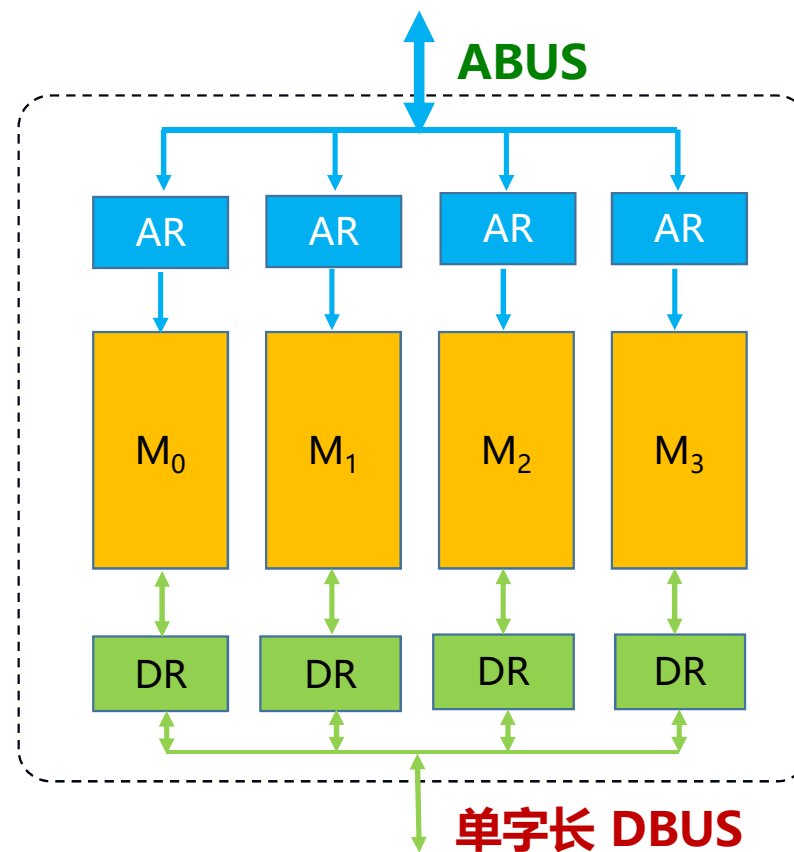 ABUS
AR AR AR AR
M₀ M₁ M₂ M₃
DR DR DR DR
单字长 DBUS